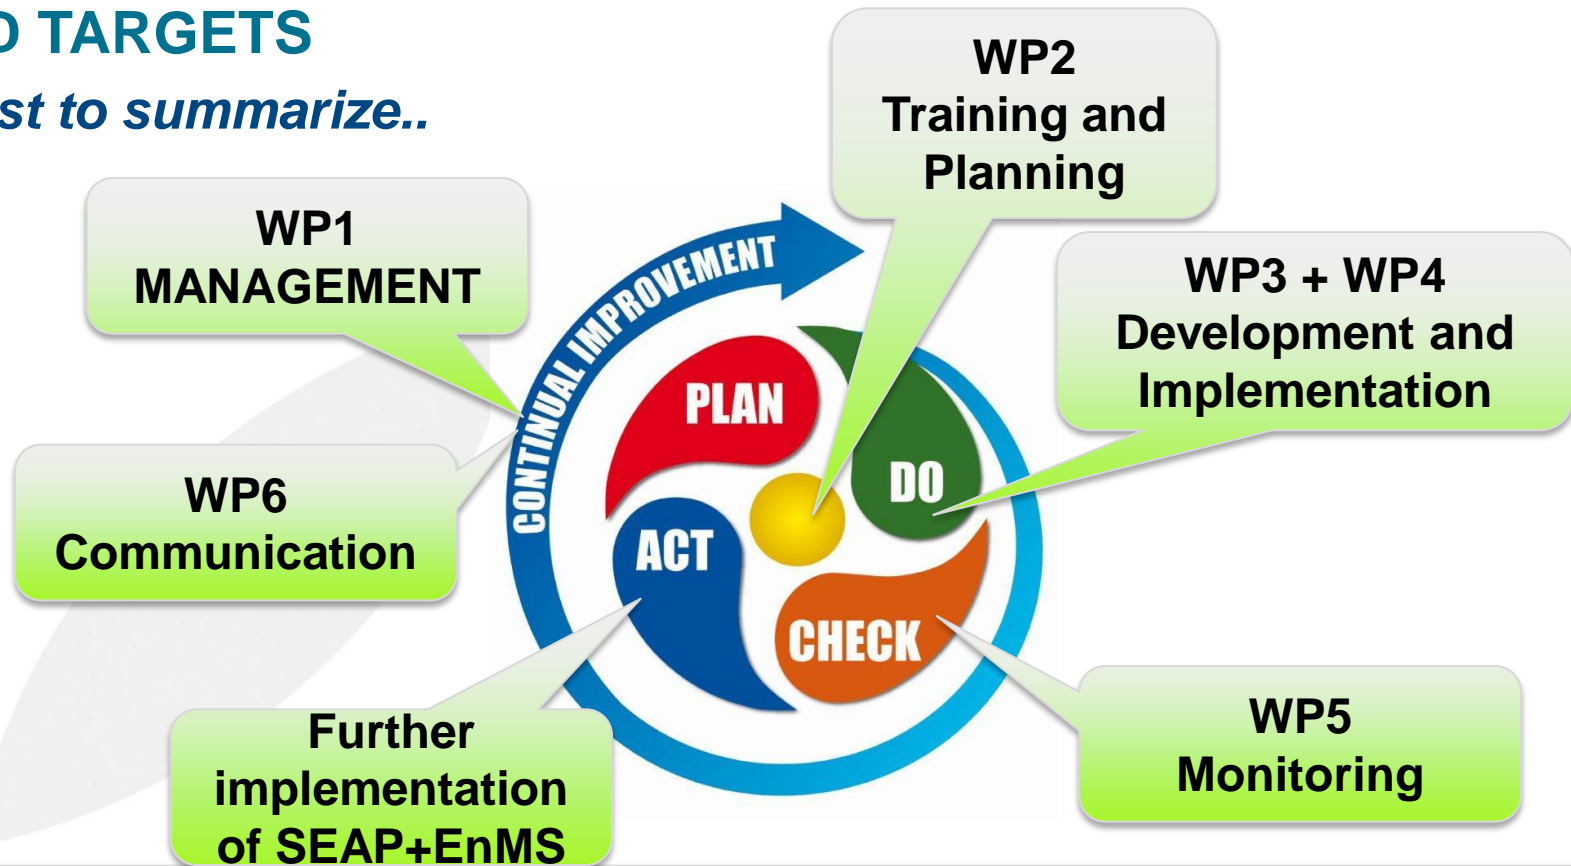 TARGETS
to summarize..
WP2
Training and
Planning
WP1
MANAGEMENT
WP3 + WP4
Development and
Implementation
CONTINUAL IMPROVEMENT
PLAN
DO
WP6
Communication
ACT
CHECK
Further
implementation
of SEAP+EnMS
WP5
Monitoring